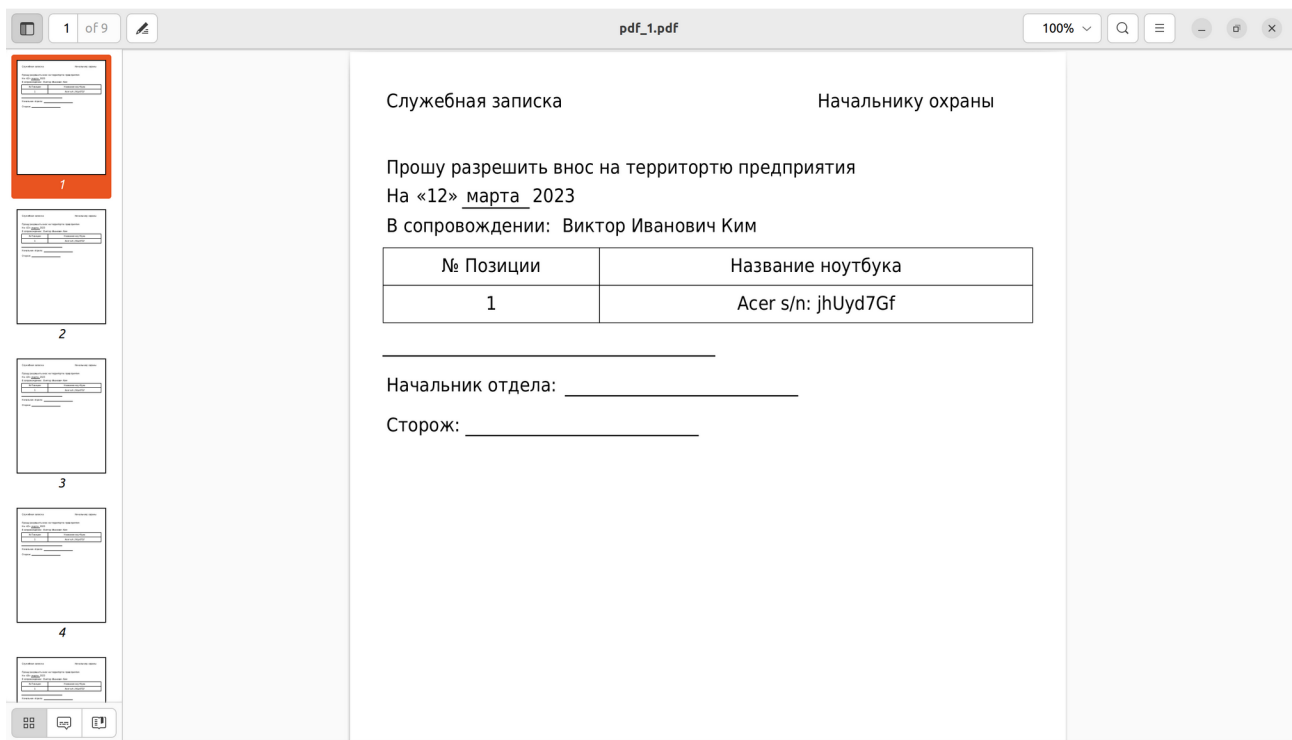 1 of 9
pdf_1.pdf
100%
Служебная записка Начальнику охраны
Прошу разрешить внос на территортю предприятия
На «12» марта 2023
В сопровождении: Виктор Иванович Ким
№ Позиции Название ноутбука
1 Acer s/n: jhUyd7Gf
Начальник отдела:
Сторож:
1
2
3
4